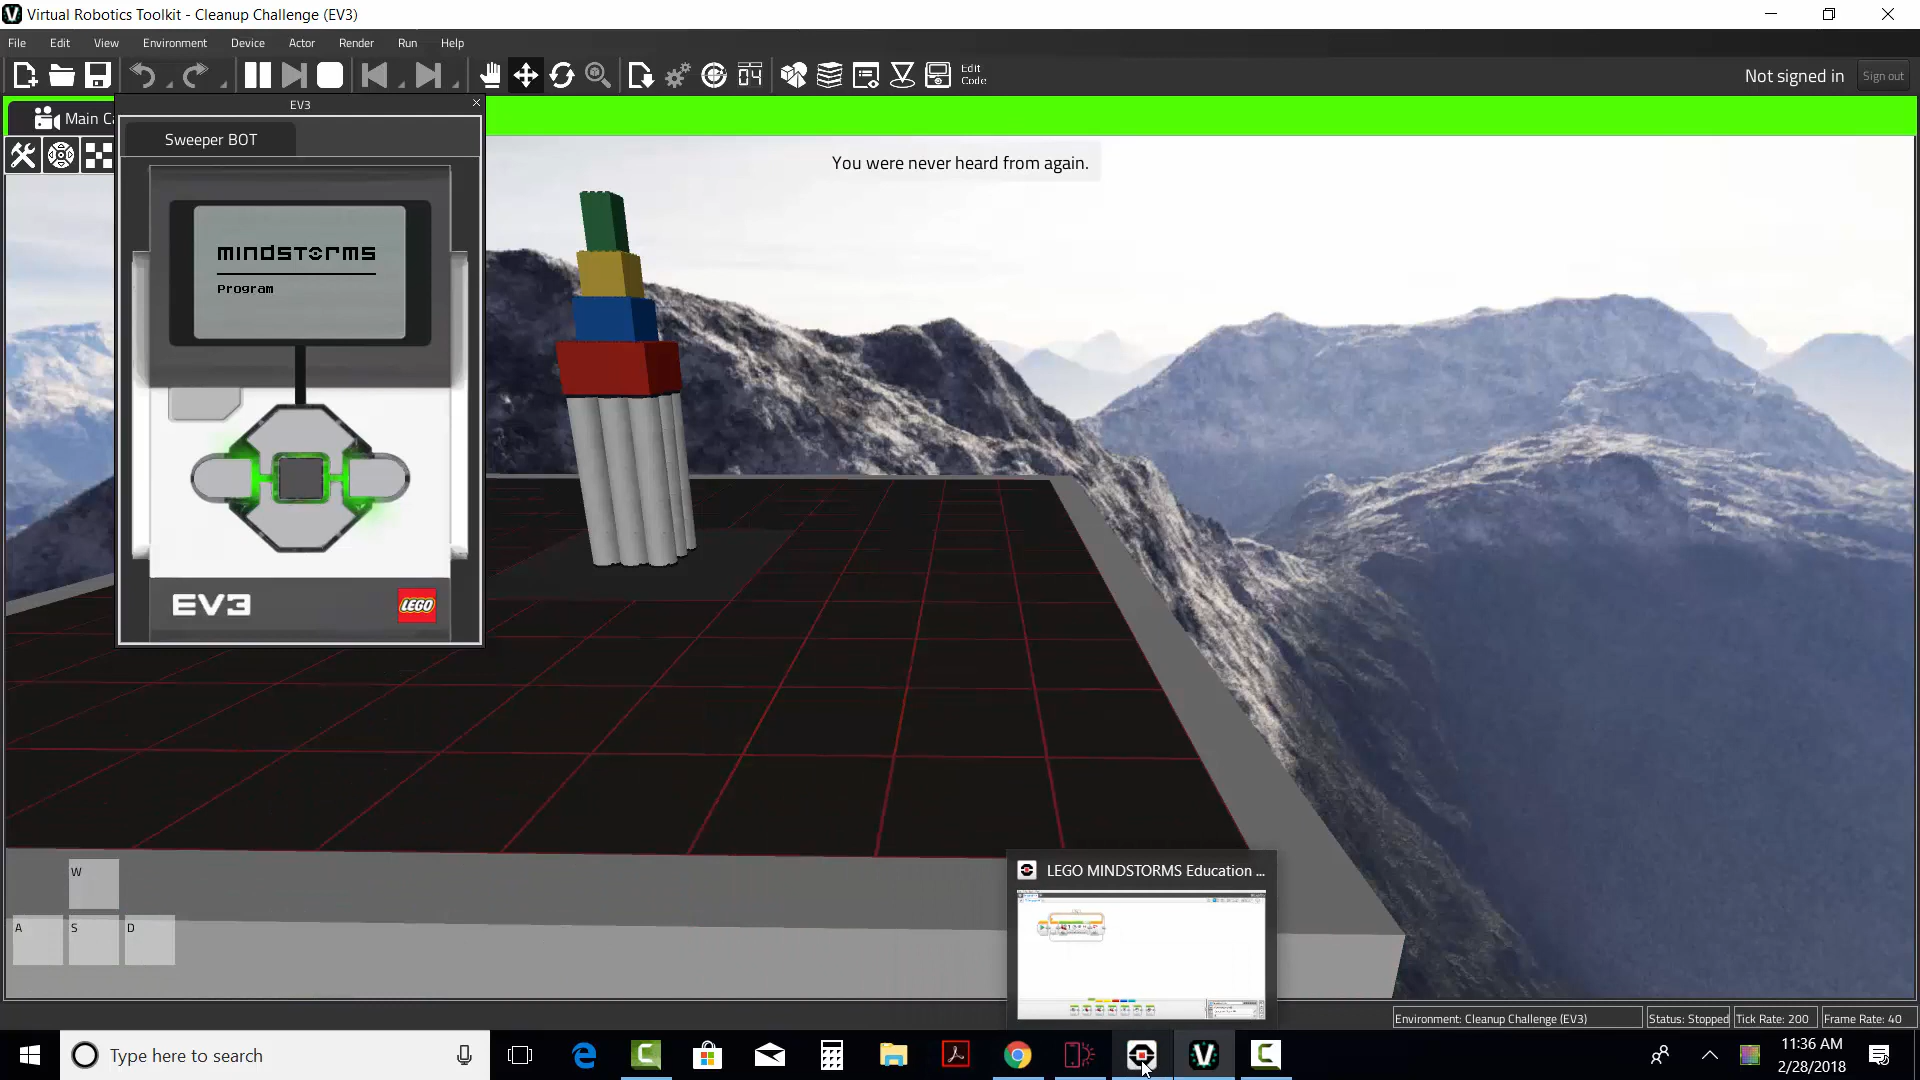 Virtual Robotics Toolkit - Cleanup Challenge (EV3)
File Edit View Environment Device Actor Render Run Help
04
Edit
Code
Not signed in
Sign out
Main
EV3
Sweeper BOT
You were never heard from again.
mindstorms
Program
EV3
LEGO
W
A
S
D
LEGO MINDSTORMS Education ...
Environment: Cleanup Challenge (EV3)
Status: Stopped
Tick Rate: 200
Frame Rate: 40
Type here to search
11:36 AM
2/28/2018